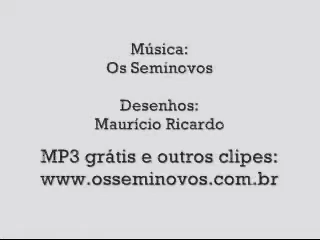 Música:
Os Seminovos
Desenhos:
Maurício Ricardo
MP3 grátis e outros clipes:
www.osseminovos.com.br